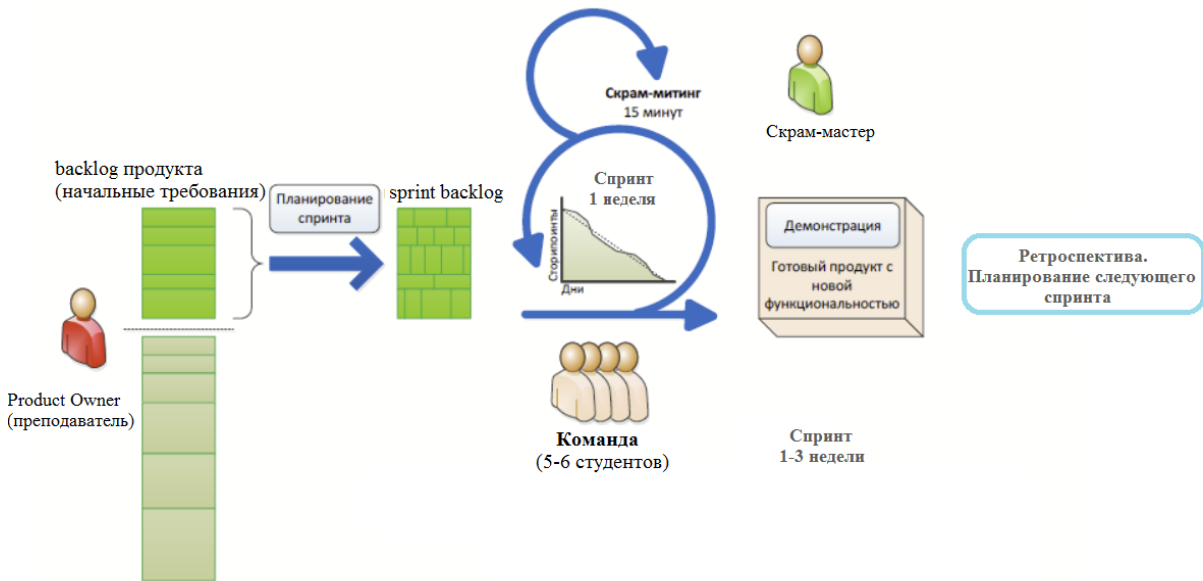 Скрам-митинг
15 минут
Скрам-мастер
backlog продукта
(начальные требования)
Планирование
спринта
sprint backlog
Спринт
1 неделя
Сторипоинты
Дни
Демонстрация
Готовый продукт с
новой
функциональностью
Ретроспектива.
Планирование следующего
спринта
Product Owner
(преподаватель)
Команда
(5-6 студентов)
Спринт
1-3 недели